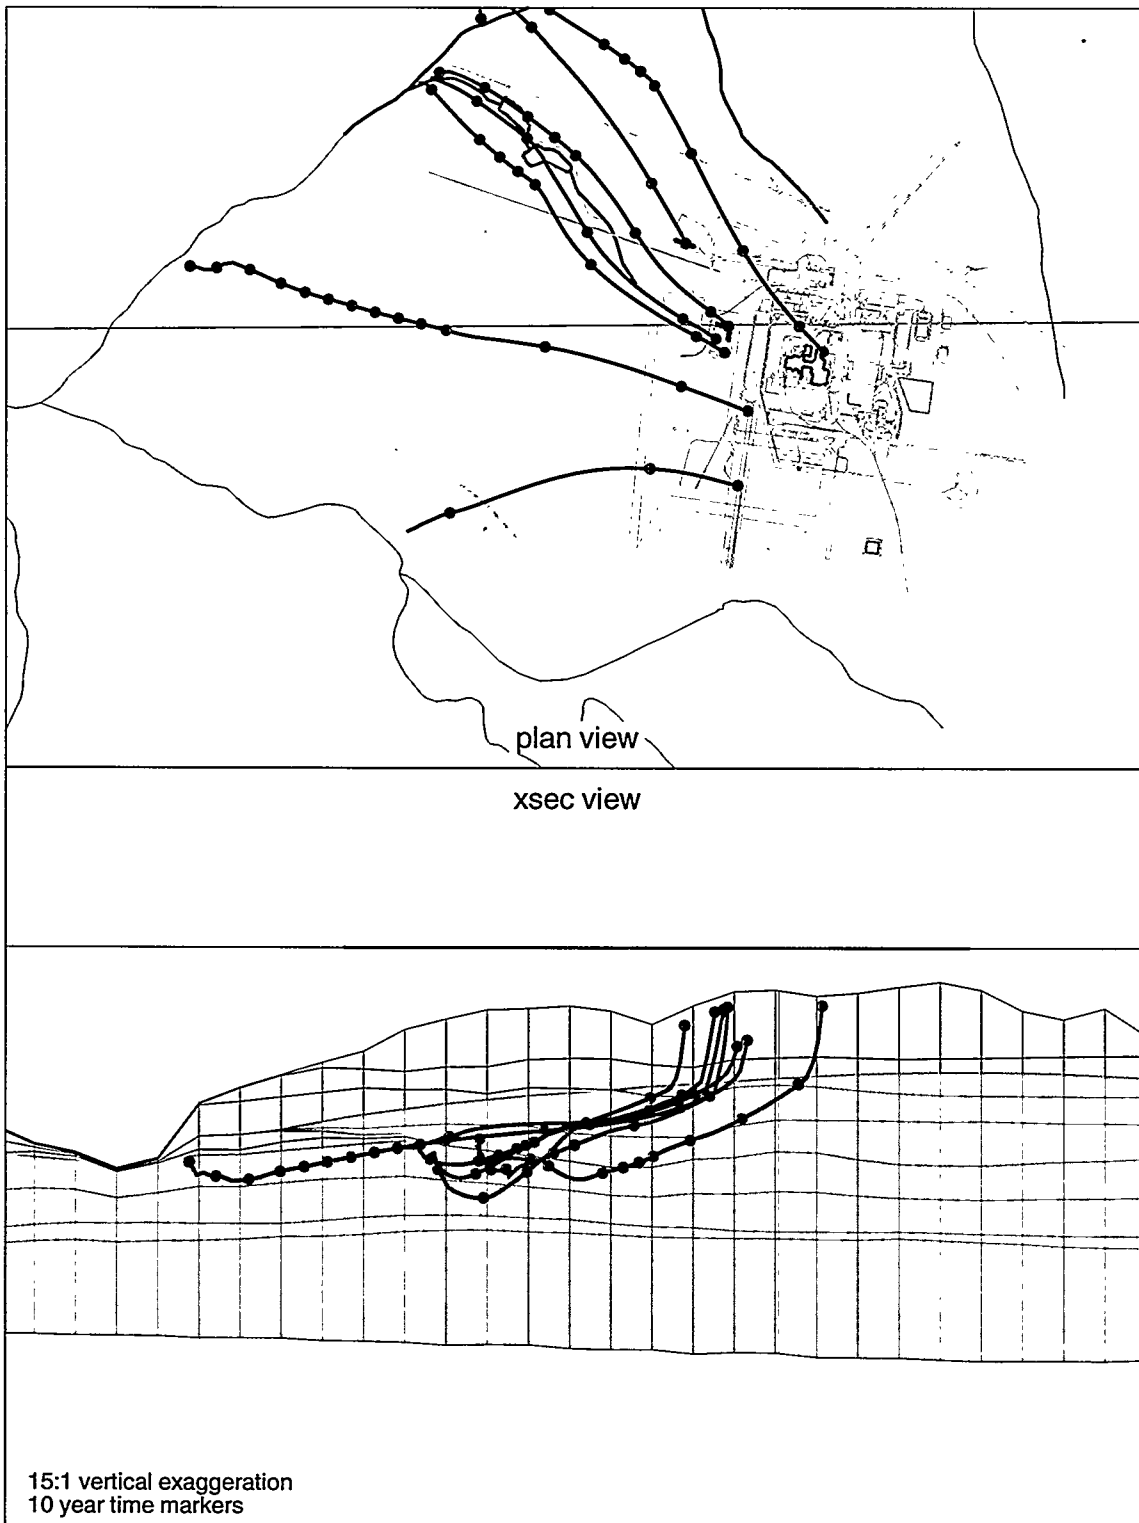 plan view
xsec view
15:1 vertical exaggeration
10 year time markers